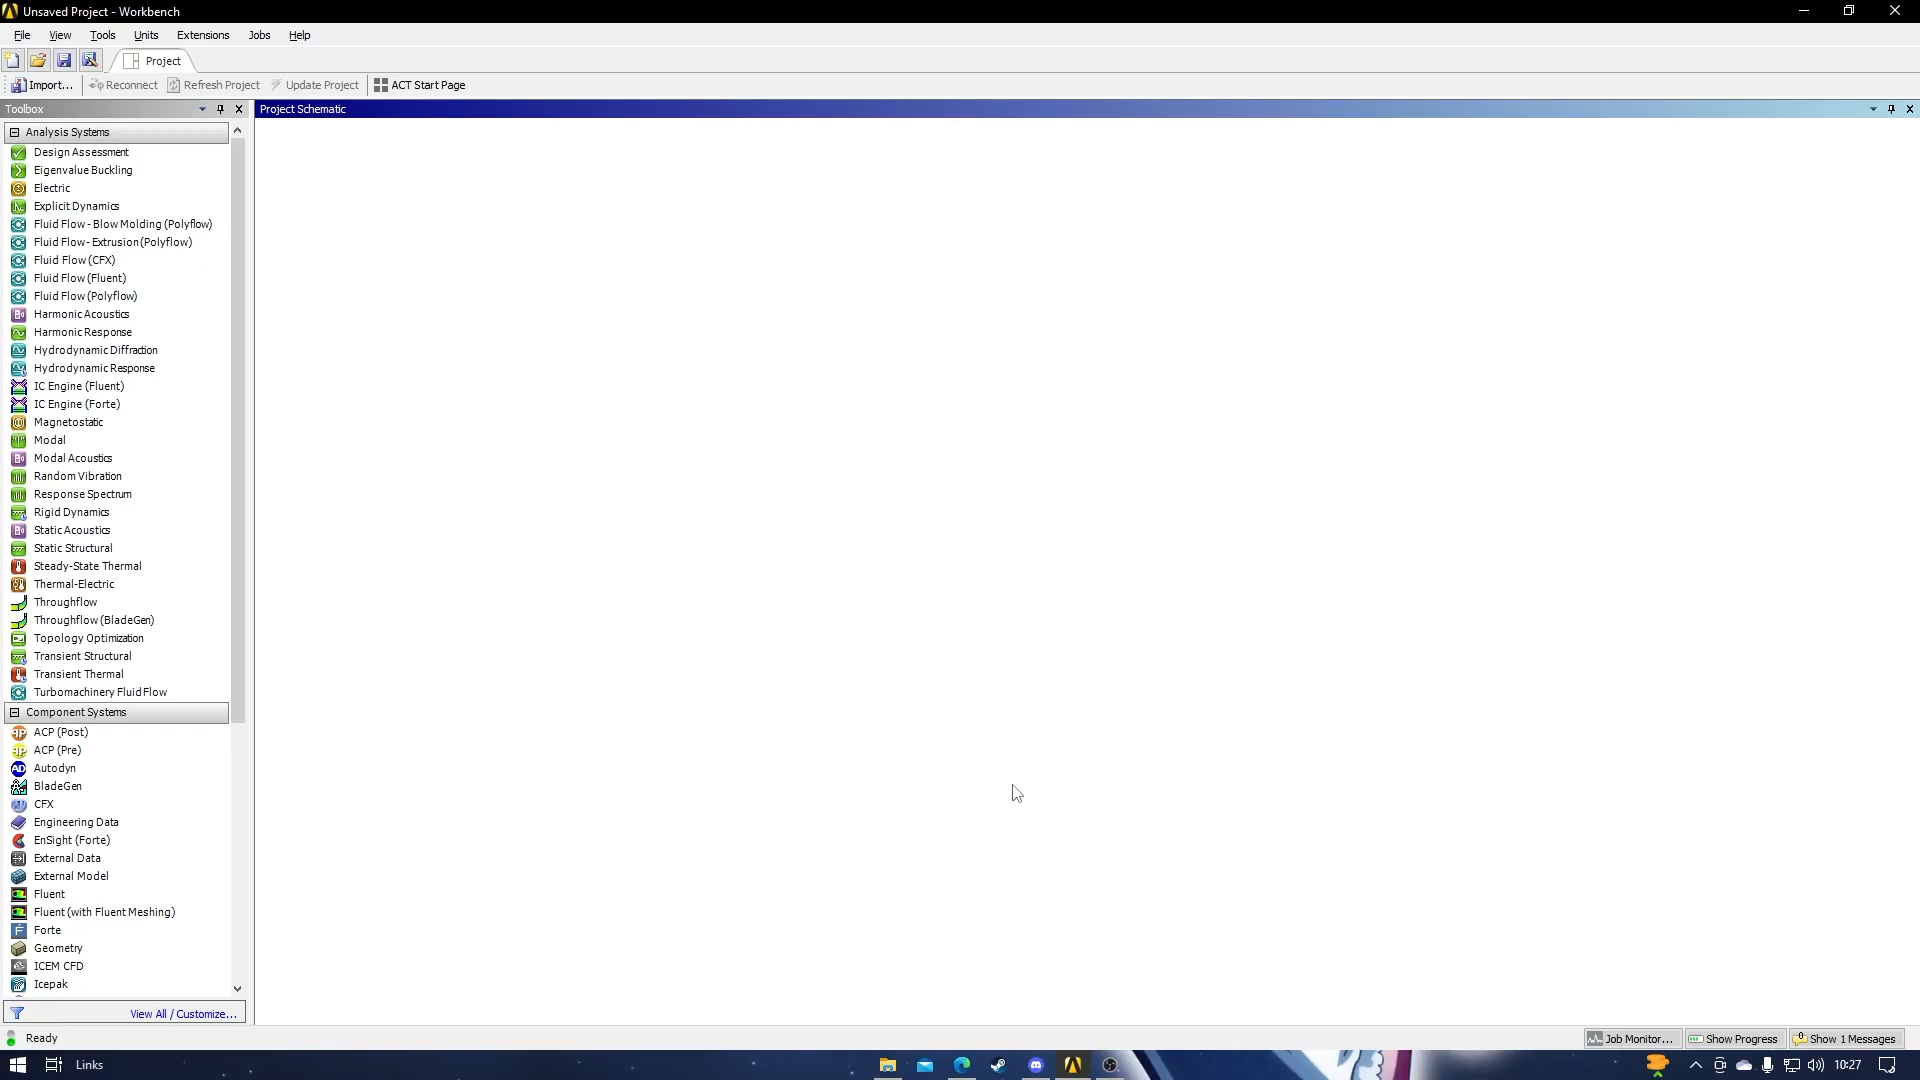 Unsaved Project - Workbench
File View Tools Units Extensions Jobs Help
Project
Import... Reconnect Refresh Project Update Project ACT Start Page
Toolbox
Project Schematic
Analysis Systems
Design Assessment
Eigenvalue Buckling
Electric
Explicit Dynamics
Fluid Flow - Blow Molding (Polyflow)
Fluid Flow - Extrusion (Polyflow)
Fluid Flow (CFX)
Fluid Flow (Fluent)
Fluid Flow (Polyflow)
Harmonic Acoustics
Harmonic Response
Hydrodynamic Diffraction
Hydrodynamic Response
IC Engine (Fluent)
IC Engine (Forte)
Magnetostatic
Modal
Modal Acoustics
Random Vibration
Response Spectrum
Rigid Dynamics
Static Acoustics
Static Structural
Steady-State Thermal
Thermal-Electric
Throughflow
Throughflow (BladeGen)
Topology Optimization
Transient Structural
Transient Thermal
Turbomachinery Fluid Flow
Component Systems
ACP (Post)
ACP (Pre)
AD Autodyn
BladeGen
CFX
Engineering Data
EnSight (Forte)
External Data
External Model
Fluent
Fluent (with Fluent Meshing)
Forte
Geometry
ICEM CFD
Icepak
View All / Customize...
Ready
Job Monitor... Show Progress Show 1 Messages
Links
10:27